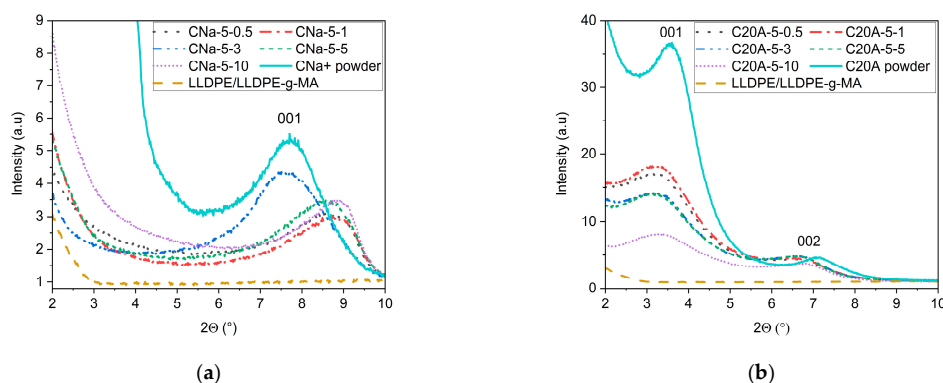 CNa-5-0.5 CNa-5-1
CNa-5-3 CNa-5-5
CNa-5-10 CNa+ powder
LLDPE/LLDPE-g-MA
001
9
8
7
6
5
4
3
2
1
Intensity (a.u)
2 3 4 5 6 7 8 9 10
2Θ (°)
(a)
C20A-5-0.5 C20A-5-1
C20A-5-3 C20A-5-5
C20A-5-10 C20A powder
LLDPE/LLDPE-g-MA
001
002
40
30
20
10
0
Intensity (a.u)
2 3 4 5 6 7 8 9 10
2Θ (°)
(b)